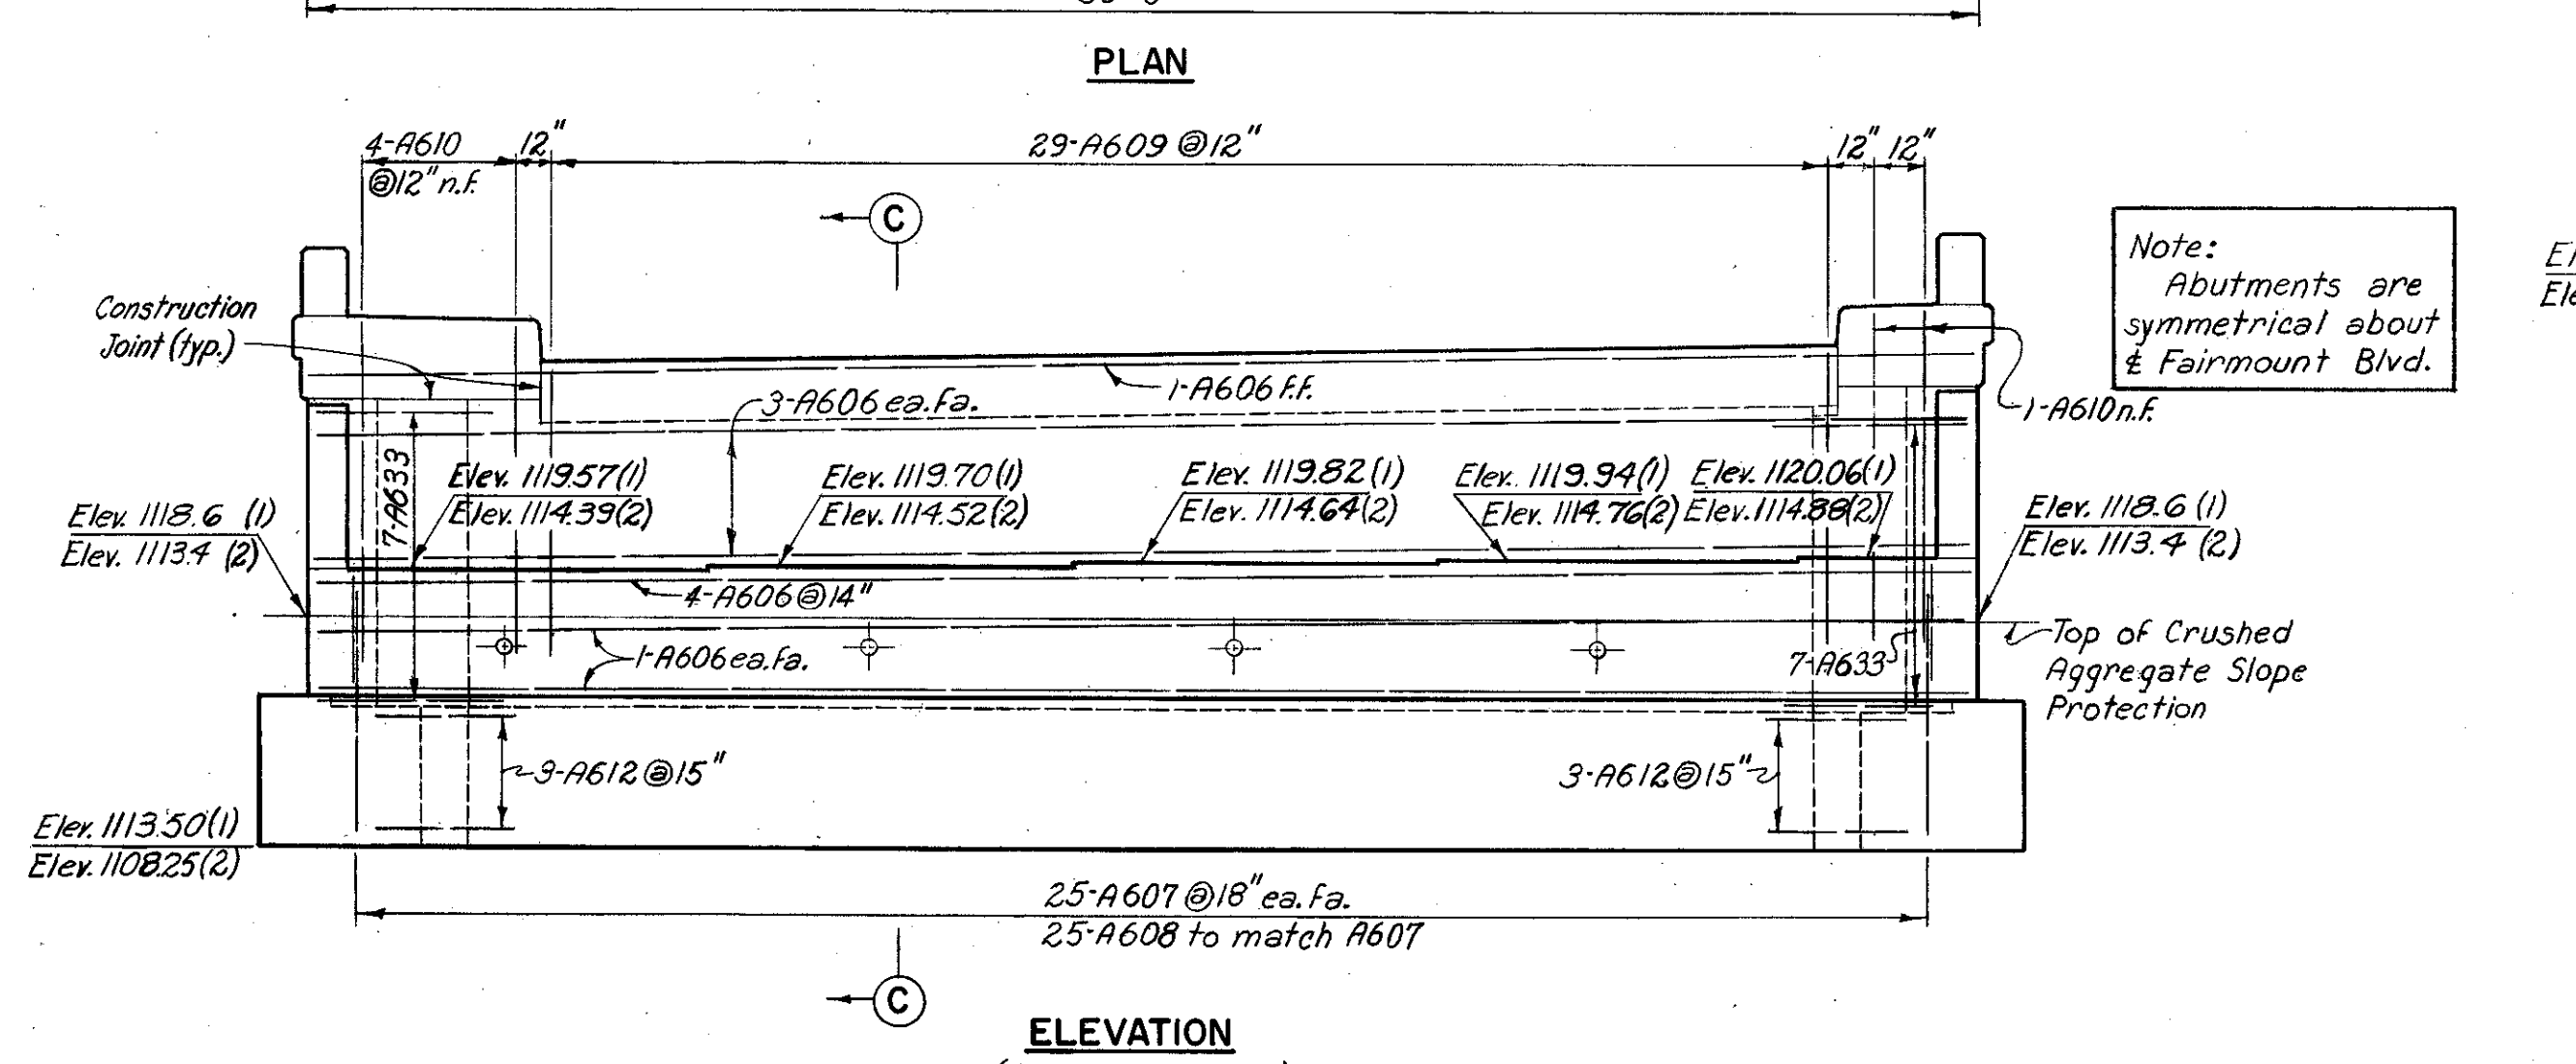 PLAN
4-A610
@12" n.f.
12"
29-A609 @12"
12" 12"
C
Note:
Abutments are
symmetrical about
℄ Fairmount Blvd.
Construction
Joint (typ.)
1-A606 f.f.
3-A606 ea.fa.
1-A610 n.f.
7-A633
Elev. 1119.57(1)
Elev. 1114.39(2)
Elev. 1119.70(1)
Elev. 1114.52(2)
Elev. 1119.82(1)
Elev. 1114.64(2)
Elev. 1119.94(1)
Elev. 1114.76(2)
Elev. 1120.06(1)
Elev. 1114.88(2)
Elev. 1118.6 (1)
Elev. 1113.4 (2)
Elev. 1118.6 (1)
Elev. 1113.4 (2)
4-A606@14"
1-A606 ea.fa.
7-A633
Top of Crushed
Aggregate Slope
Protection
3-A612@15"
3-A612@15"
Elev. 1113.50(1)
Elev. 1108.25(2)
25-A607@18" ea.fa.
25-A608 to match A607
C
ELEVATION